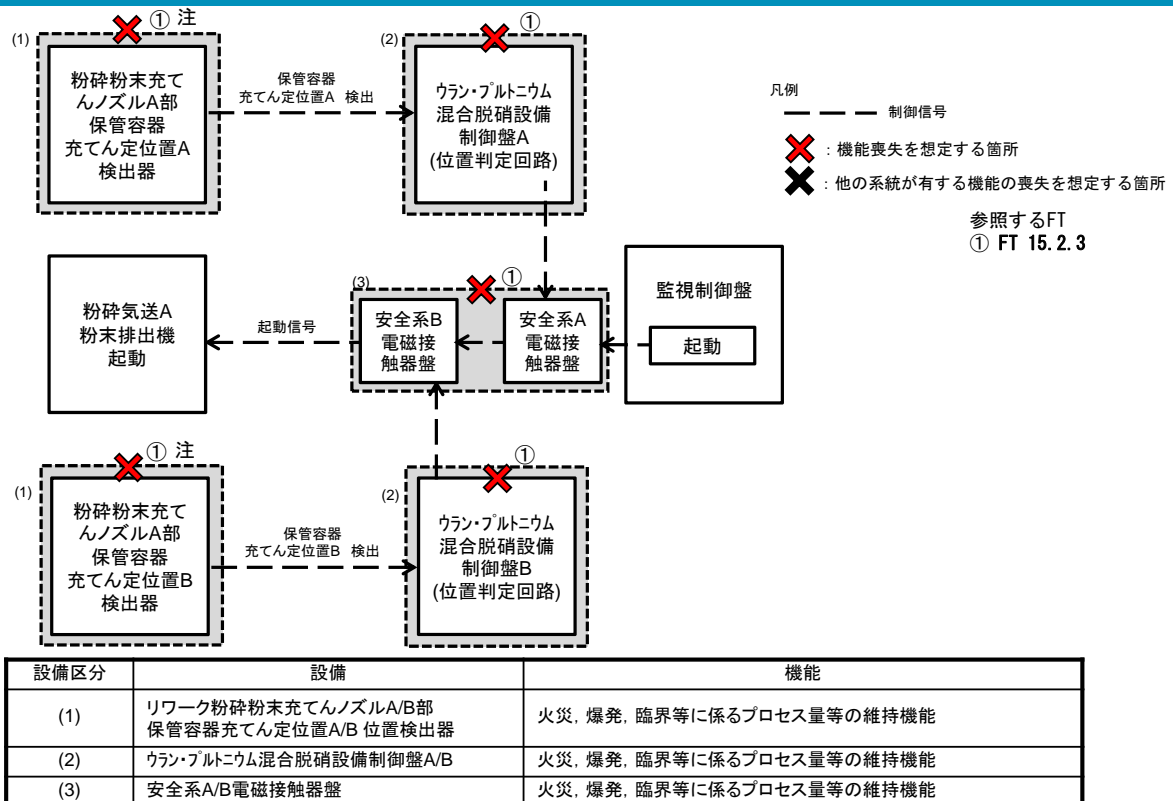 (1)
① 注
粉砕粉末充て
んノズルA部
保管容器
充てん定位置A
検出器
保管容器
充てん定位置A 検出
(2)
①
ウラン・プルトニウム
混合脱硝設備
制御盤A
(位置判定回路)
凡例
制御信号
：機能喪失を想定する箇所
：他の系統が有する機能の喪失を想定する箇所
参照するFT
① FT 15.2.3
粉砕気送A
粉末排出機
起動
起動信号
(3)
①
安全系B
電磁接
触器盤
安全系A
電磁接
触器盤
監視制御盤
起動
(1)
① 注
粉砕粉末充て
んノズルA部
保管容器
充てん定位置B
検出器
保管容器
充てん定位置B 検出
(2)
①
ウラン・プルトニウム
混合脱硝設備
制御盤B
(位置判定回路)
設備区分 設備 機能
(1) リワーク粉砕粉末充てんノズルA/B部
保管容器充てん定位置A/B 位置検出器 火災，爆発，臨界等に係るプロセス量等の維持機能
(2) ウラン・プルトニウム混合脱硝設備制御盤A/B 火災，爆発，臨界等に係るプロセス量等の維持機能
(3) 安全系A/B電磁接触器盤 火災，爆発，臨界等に係るプロセス量等の維持機能